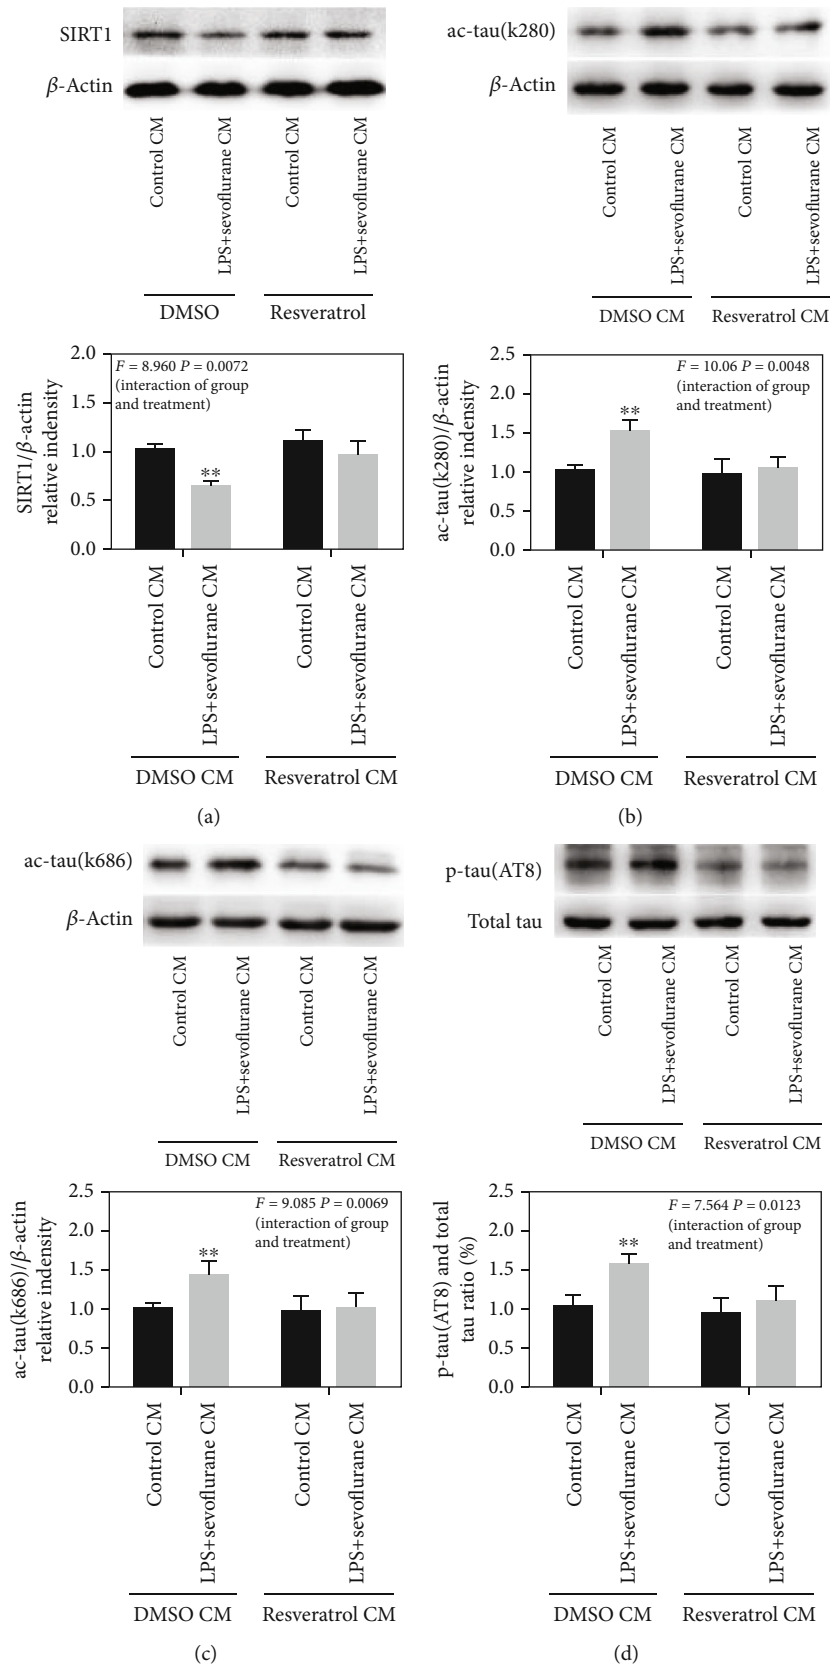 SIRT1
β-Actin
Control CM
LPS+sevoflurane CM
Control CM
LPS+sevoflurane CM
DMSO
Resveratrol
2.0
1.5
1.0
0.5
0.0
SIRT1/β-actin
relative indensity
F = 8.960 P = 0.0072
(interaction of group
and treatment)
**
Control CM
LPS+sevoflurane CM
Control CM
LPS+sevoflurane CM
DMSO CM
Resveratrol CM
(a)
ac-tau(k280)
β-Actin
Control CM
LPS+sevoflurane CM
Control CM
LPS+sevoflurane CM
DMSO CM
Resveratrol CM
2.5
2.0
1.5
1.0
0.5
0.0
ac-tau(k280)/β-actin
relative indensity
F = 10.06 P = 0.0048
(interaction of group
and treatment)
**
Control CM
LPS+sevoflurane CM
Control CM
LPS+sevoflurane CM
DMSO CM
Resveratrol CM
(b)
ac-tau(k686)
β-Actin
Control CM
LPS+sevoflurane CM
Control CM
LPS+sevoflurane CM
DMSO CM
Resveratrol CM
2.5
2.0
1.5
1.0
0.5
0.0
ac-tau(k686)/β-actin
relative indensity
F = 9.085 P = 0.0069
(interaction of group
and treatment)
**
Control CM
LPS+sevoflurane CM
Control CM
LPS+sevoflurane CM
DMSO CM
Resveratrol CM
(c)
p-tau(AT8)
Total tau
Control CM
LPS+sevoflurane CM
Control CM
LPS+sevoflurane CM
DMSO CM
Resveratrol CM
2.5
2.0
1.5
1.0
0.5
0.0
p-tau(AT8) and total
tau ratio (%)
F = 7.564 P = 0.0123
(interaction of group
and treatment)
**
Control CM
LPS+sevoflurane CM
Control CM
LPS+sevoflurane CM
DMSO CM
Resveratrol CM
(d)